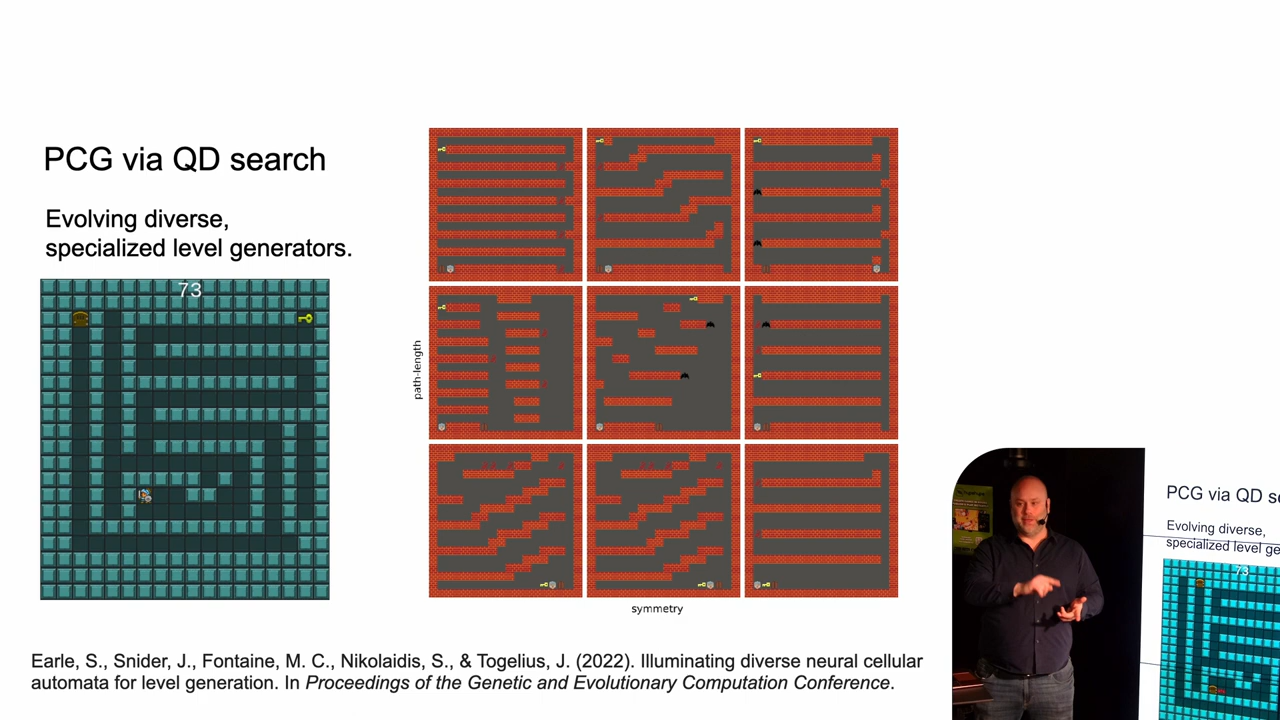 PCG via QD search
Evolving diverse,
specialized level generators.
73
path-length
symmetry
Earle, S., Snider, J., Fontaine, M. C., Nikolaidis, S., & Togelius, J. (2022). Illuminating diverse neural cellular
automata for level generation. In Proceedings of the Genetic and Evolutionary Computation Conference.
PCG via QD se
Evolving diverse,
specialized level ge
73